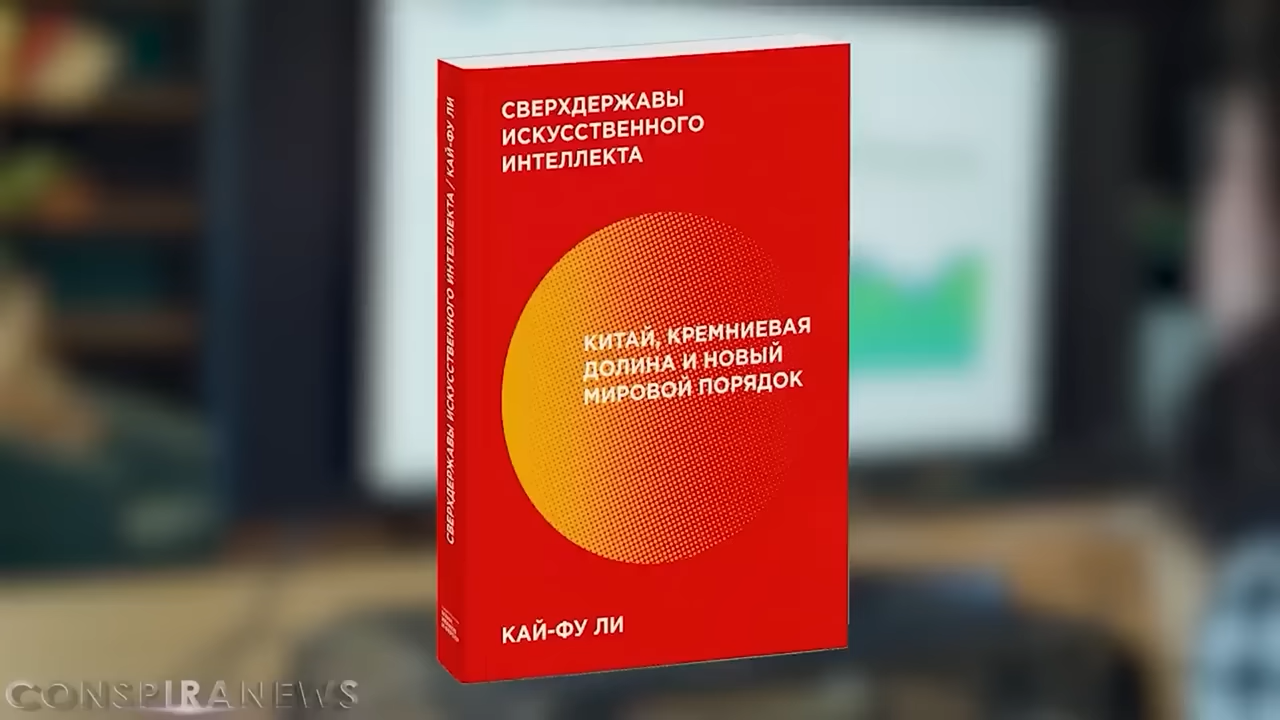 СВЕРХДЕРЖАВЫ
ИСКУССТВЕННОГО
ИНТЕЛЛЕКТА
КИТАЙ, КРЕМНИЕВАЯ
ДОЛИНА И НОВЫЙ
МИРОВОЙ ПОРЯДОК
КАЙ-ФУ ЛИ
СВЕРХДЕРЖАВЫ ИСКУССТВЕННОГО ИНТЕЛЛЕКТА / КАЙ-ФУ ЛИ
CONSPIRANEWS